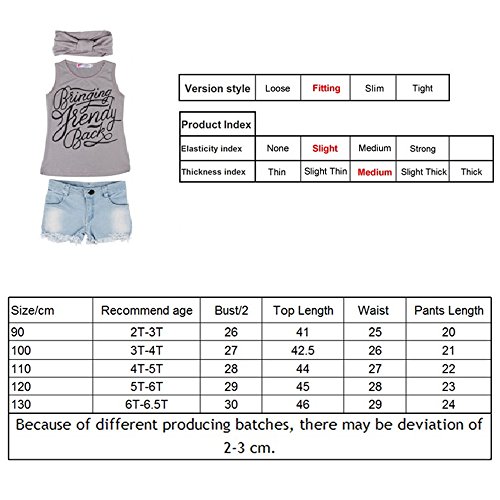 Bringing
Trendy
Back
Version style Loose Fitting Slim Tight
Product Index
Elasticity index None Slight Medium Strong
Thickness index Thin Slight Thin Medium Slight Thick Thick
Size/cm Recommend age Bust/2 Top Length Waist Pants Length
90 2T-3T 26 41 25 20
100 3T-4T 27 42.5 26 21
110 4T-5T 28 44 27 22
120 5T-6T 29 45 28 23
130 6T-6.5T 30 46 29 24
Because of different producing batches, there may be deviation of
2-3 cm.